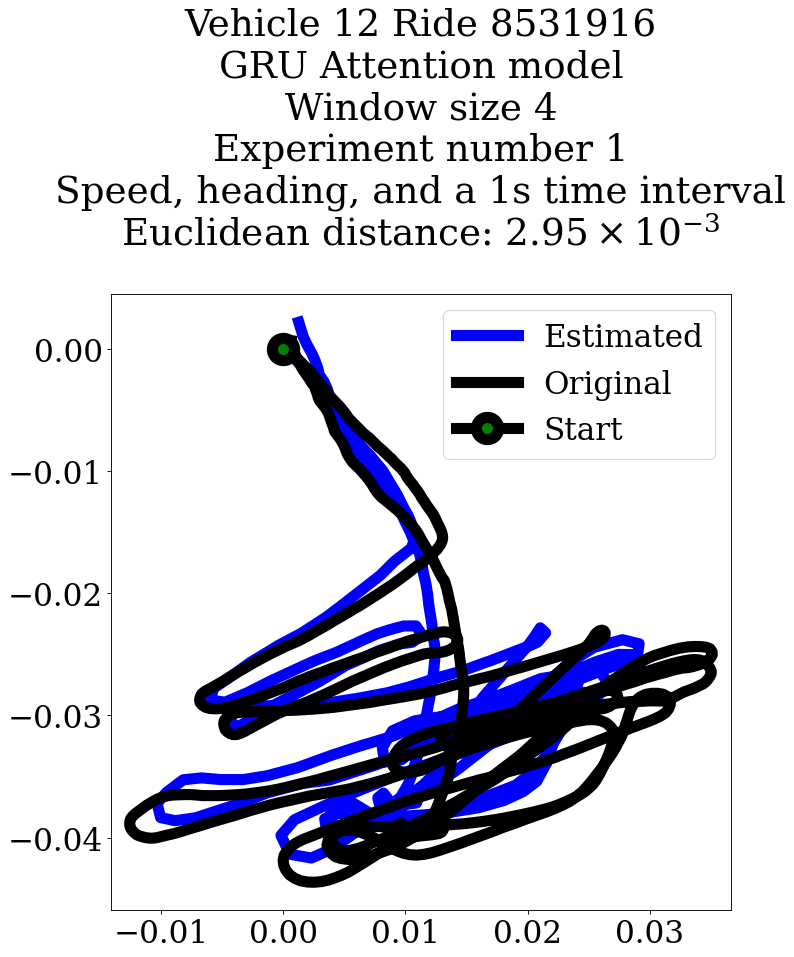 Vehicle 12 Ride 8531916
GRU Attention model
Window size 4
Experiment number 1
Speed, heading, and a 1s time interval
Euclidean distance: 2.95 × 10⁻³
Estimated
Original
Start
0.00
−0.01
−0.02
−0.03
−0.04
−0.01 0.00 0.01 0.02 0.03